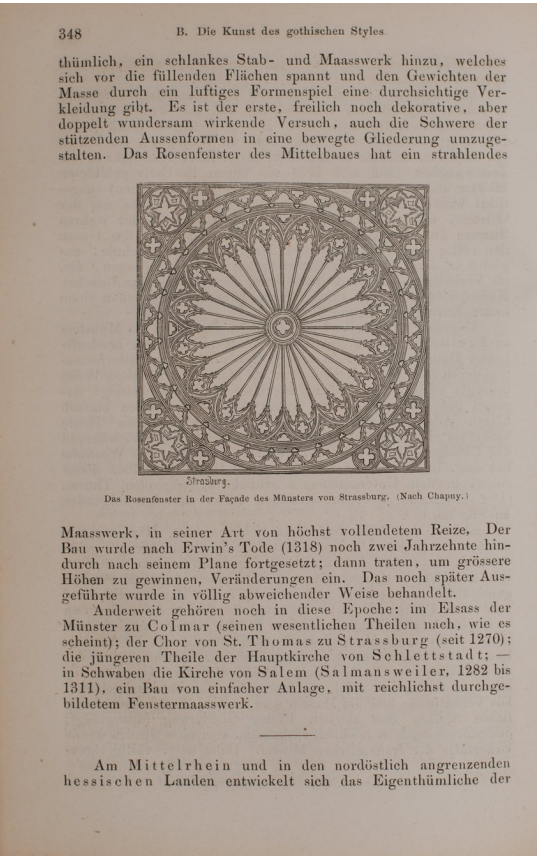 348
B. Die Kunst des gothischen Styles
thümlich, ein schlankes Stab- und Maasswerk hinzu, welches
sich vor die füllenden Flächen spannt und den Gewichten der
Masse durch ein luftiges Formenspiel eine durchsichtige Ver-
kleidung gibt. Es ist der erste, freilich noch dekorative, aber
doppelt wundersam wirkende Versuch, auch die Schwere der
stützenden Aussenformen in eine bewegte Gliederung umzuge-
stalten. Das Rosenfenster des Mittelbaues hat ein strahlendes
Strasburg.
Das Rosenfenster in der Façade des Münsters von Strassburg. (Nach Chapuy.)
Maasswerk, in seiner Art von höchst vollendetem Reize, Der
Bau wurde nach Erwin's Tode (1318) noch zwei Jahrzehnte hin-
durch nach seinem Plane fortgesetzt; dann traten, um grössere
Höhen zu gewinnen, Veränderungen ein. Das noch später Aus-
geführte wurde in völlig abweichender Weise behandelt.
Anderweit gehören noch in diese Epoche: im Elsass der
Münster zu Colmar (seinen wesentlichen Theilen nach, wie es
scheint); der Chor von St. Thomas zu Strassburg (seit 1270);
die jüngeren Theile der Hauptkirche von Schlettstadt; —
in Schwaben die Kirche von Salem (Salmansweiler, 1282 bis
1311), ein Bau von einfacher Anlage, mit reichlichst durchge-
bildetem Fenstermaasswerk.
Am Mittelrhein und in den nordöstlich angrenzenden
hessischen Landen entwickelt sich das Eigenthümliche der